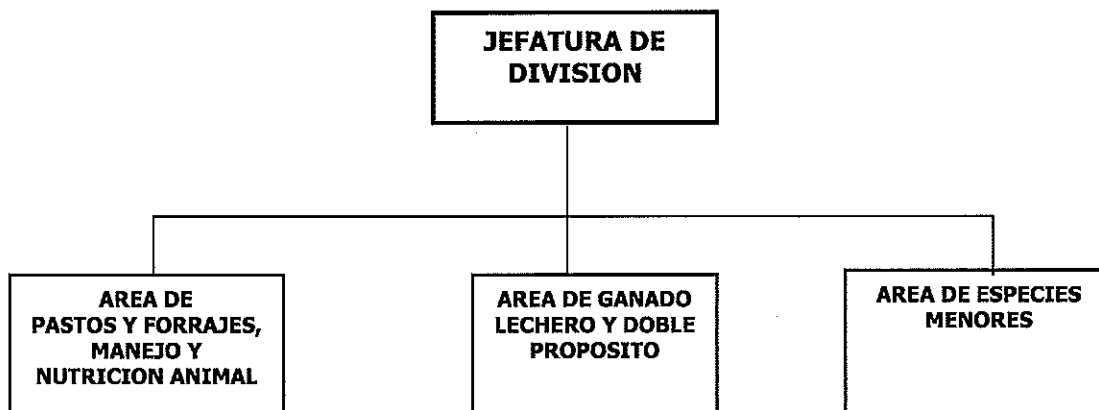 JEFATURA DE
DIVISION
AREA DE
PASTOS Y FORRAJES,
MANEJO Y
NUTRICION ANIMAL
AREA DE GANADO
LECHERO Y DOBLE
PROPOSITO
AREA DE ESPECIES
MENORES